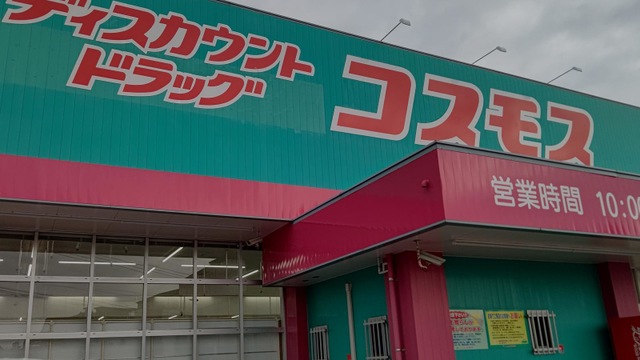 ディスカウント
ドラッグ
コスモス
営業時間 10:00